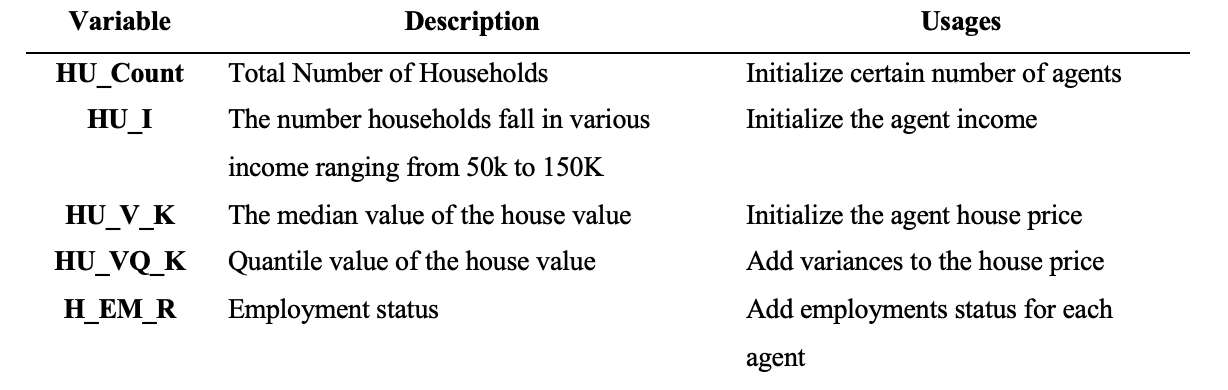 Variable Description Usages
HU_Count Total Number of Households Initialize certain number of agents
HU_I The number households fall in various Initialize the agent income
income ranging from 50k to 150K
HU_V_K The median value of the house value Initialize the agent house price
HU_VQ_K Quantile value of the house value Add variances to the house price
H_EM_R Employment status Add employments status for each
agent